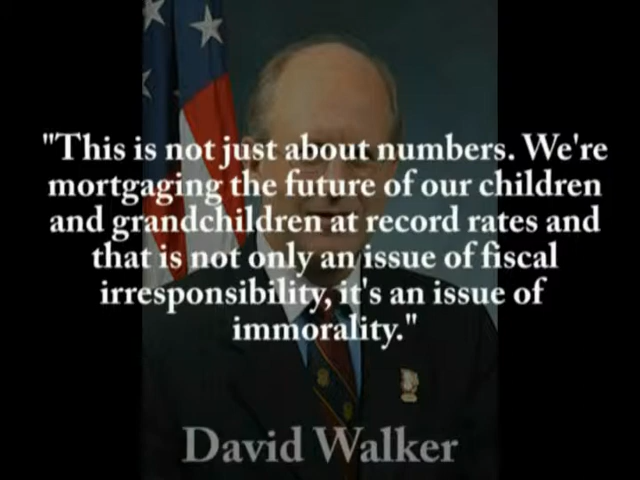 "This is not just about numbers. We're
mortgaging the future of our children
and grandchildren at record rates and
that is not only an issue of fiscal
irresponsibility, it's an issue of
immorality."
David Walker